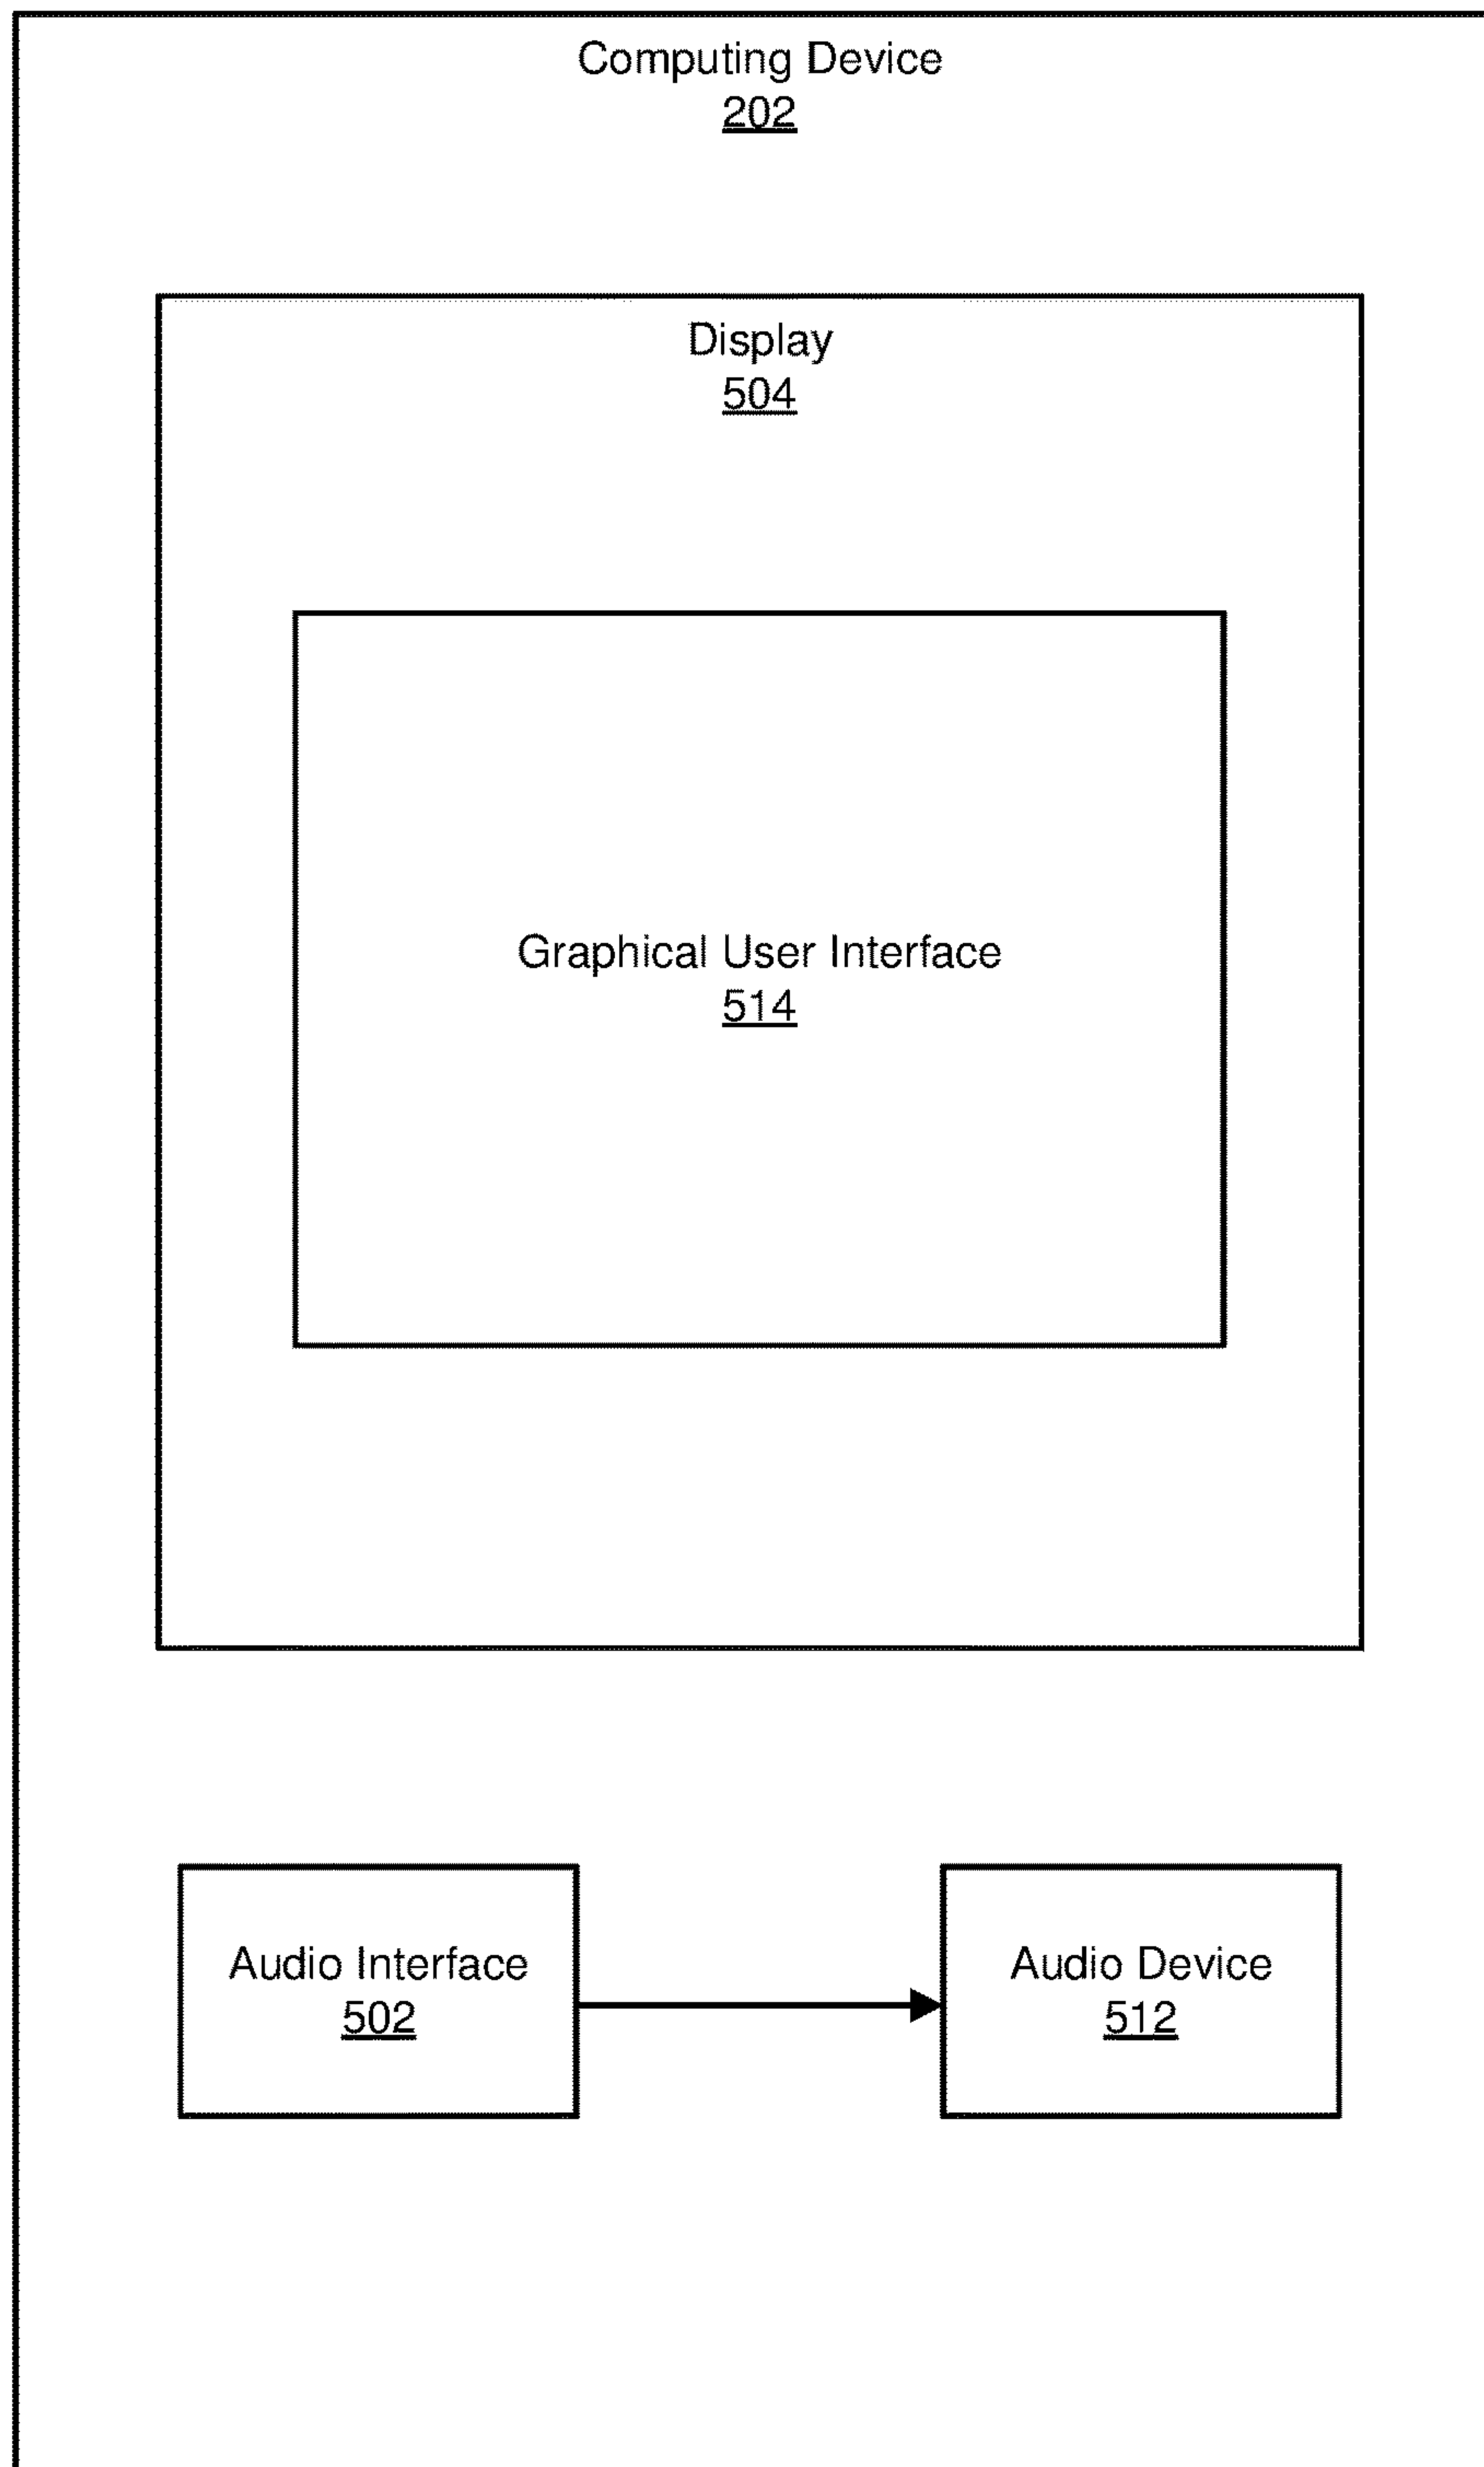 Computing Device
202
Display
504
Graphical User Interface
514
Audio Interface
502
Audio Device
512